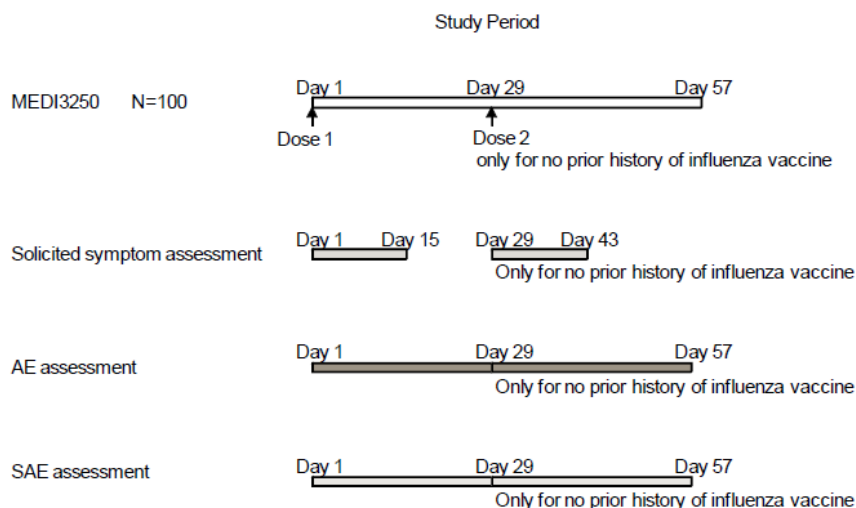 Study Period
Day 1 Day 29 Day 57
MEDI3250 N=100
Dose 1 Dose 2
only for no prior history of influenza vaccine
Day 1 Day 15 Day 29 Day 43
Solicited symptom assessment
Only for no prior history of influenza vaccine
Day 1 Day 29 Day 57
AE assessment
Only for no prior history of influenza vaccine
Day 1 Day 29 Day 57
SAE assessment
Only for no prior history of influenza vaccine